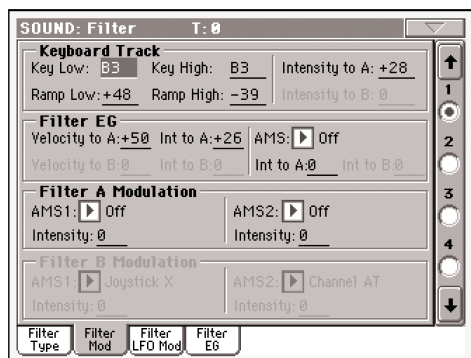 SOUND: Filter T: 0
Keyboard Track
Key Low: B3 Key High: B3 Intensity to A: +28
Ramp Low: +48 Ramp High: -39 Intensity to B: 0
Filter EG
Velocity to A:+50 Int to A:+26 AMS: Off
Velocity to B:0 Int to B:0 Int to A:0 Int to B:0
Filter A Modulation
AMS1: Off AMS2: Off
Intensity: 0 Intensity: 0
Filter B Modulation
AMS1: Joystick X AMS2: Channel AT
Intensity: 0 Intensity: 0
1
2
3
4
Filter Type Filter Mod Filter LFO Mod Filter EG